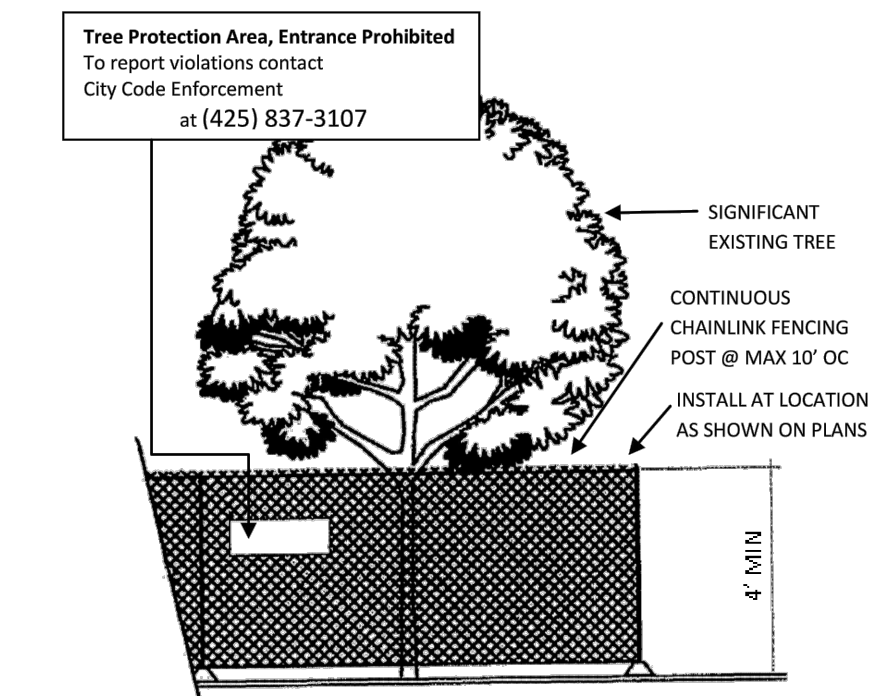 Tree Protection Area, Entrance Prohibited
To report violations contact
City Code Enforcement
at (425) 837-3107
SIGNIFICANT
EXISTING TREE
CONTINUOUS
CHAINLINK FENCING
POST @ MAX 10’ OC
INSTALL AT LOCATION
AS SHOWN ON PLANS
4' MIN